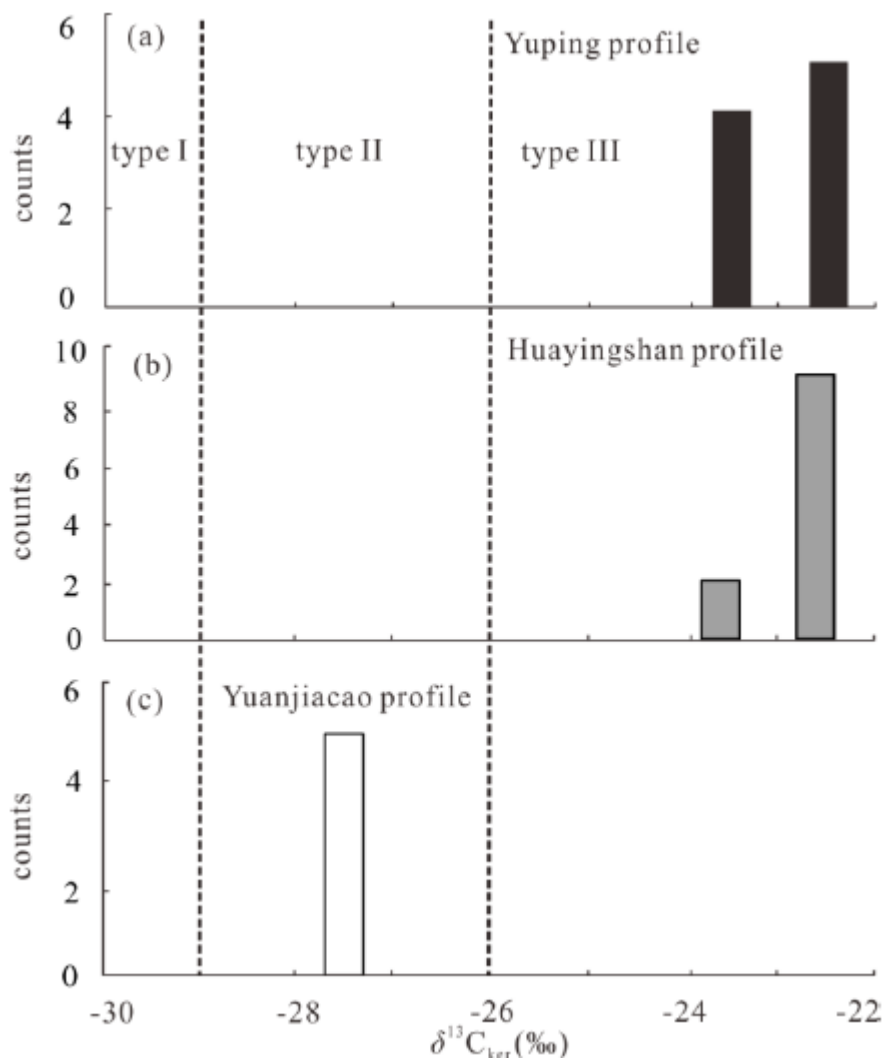 6
(a)
Yuping profile
4
type I
type II
type III
counts
2
0
10
(b)
Huayingshan profile
8
6
counts
4
2
0
6
(c)
Yuanjiacao profile
4
counts
2
0
-30
-28
-26
-24
-22
δ¹³C_ker(‰)